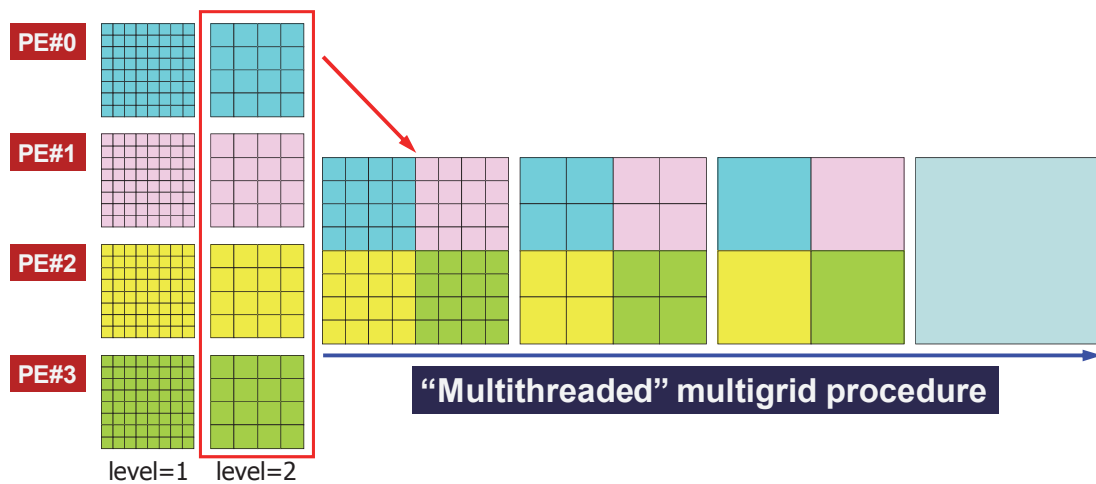 PE#0
PE#1
PE#2
PE#3
“Multithreaded” multigrid procedure
level=1
level=2